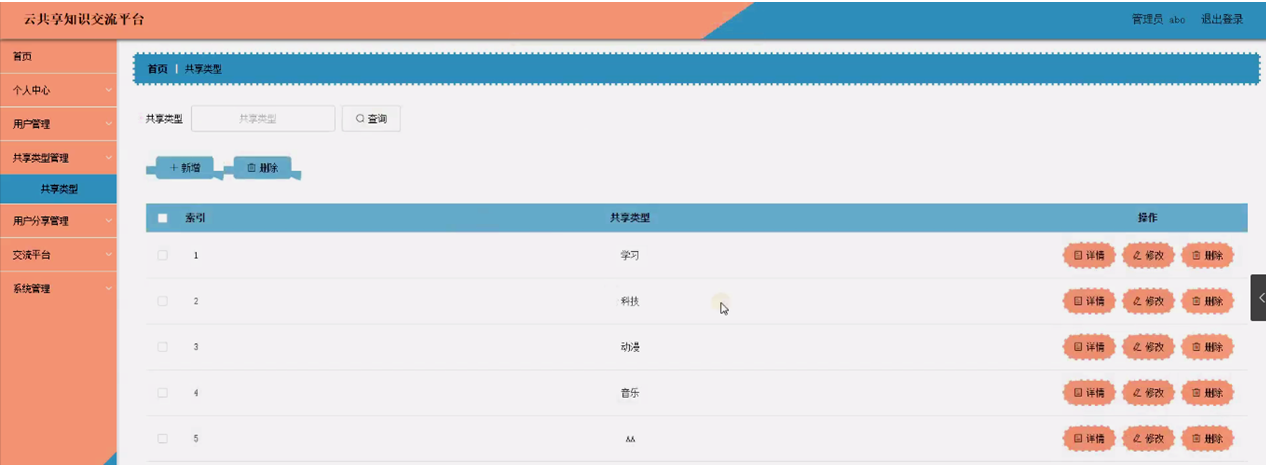 云共享知识交流平台 管理员 abo 退出登录
首页
个人中心
用户管理
共享类型管理
共享类型
用户分享管理
交流平台
系统管理
首页 | 共享类型
共享类型 共享类型 查询
新增 删除
索引 共享类型 操作
1 学习 详情 修改 删除
2 科技 详情 修改 删除
3 动漫 详情 修改 删除
4 音乐 详情 修改 删除
5 详情 修改 删除